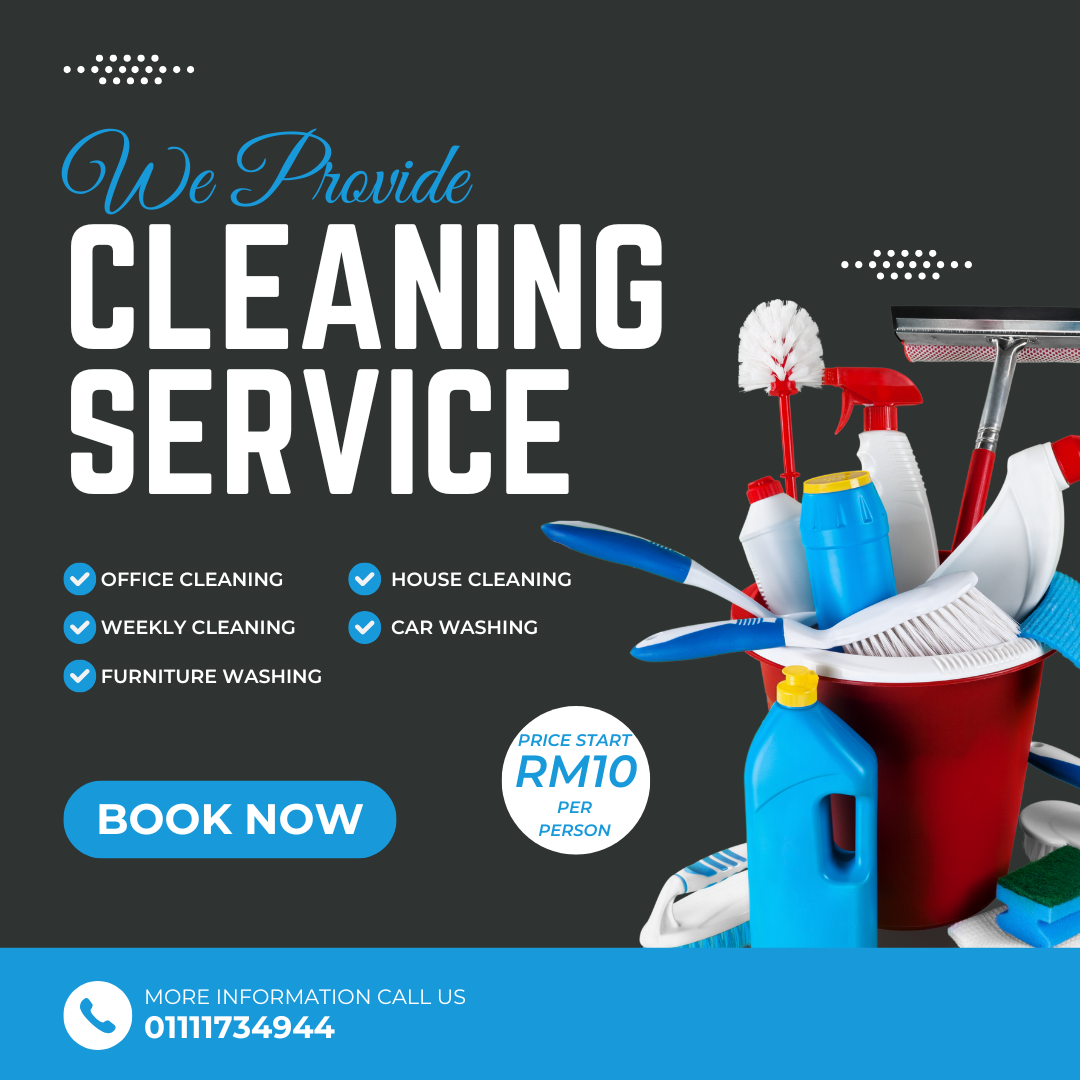 We Provide
CLEANING
SERVICE
OFFICE CLEANING
HOUSE CLEANING
WEEKLY CLEANING
CAR WASHING
FURNITURE WASHING
PRICE START
RM10
PER
PERSON
BOOK NOW
MORE INFORMATION CALL US
01111734944